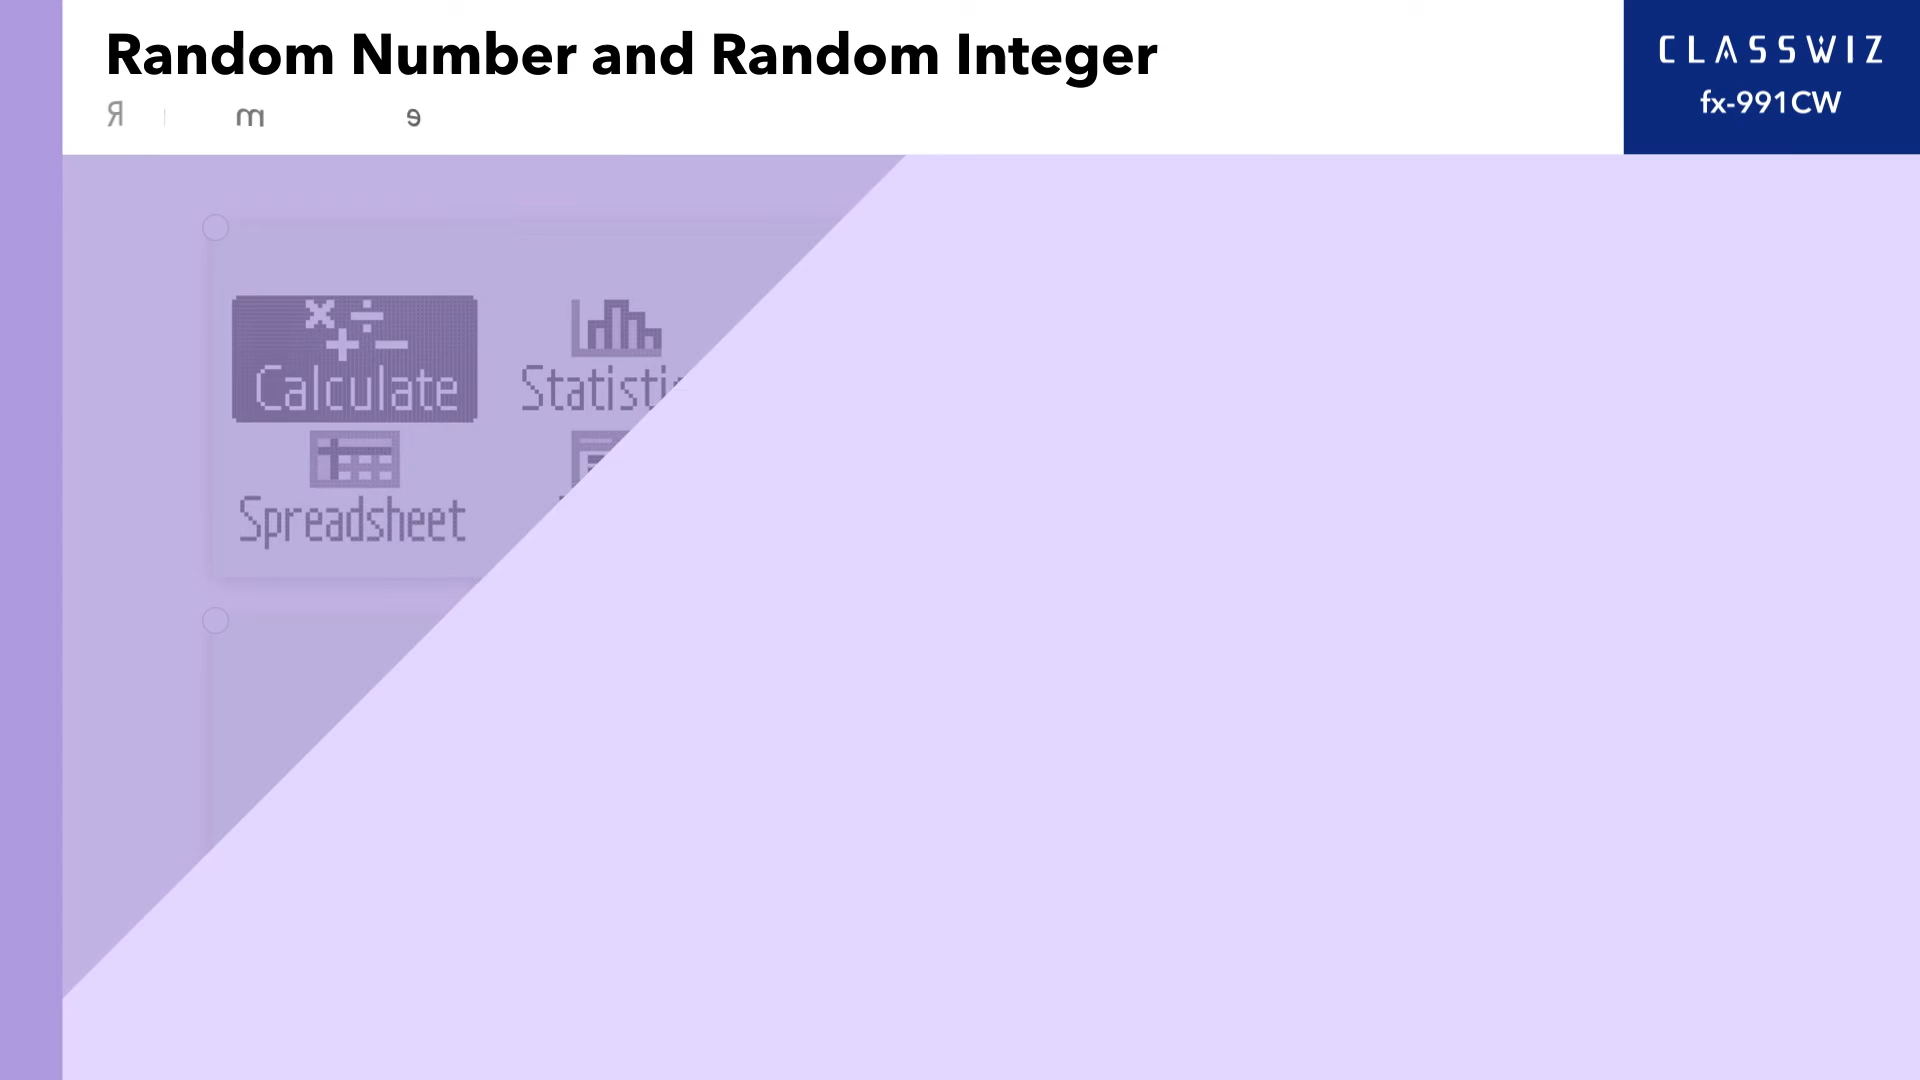 Random Number and Random Integer
CLASSWIZ
fx-991CW
Calculate
Spreadsheet